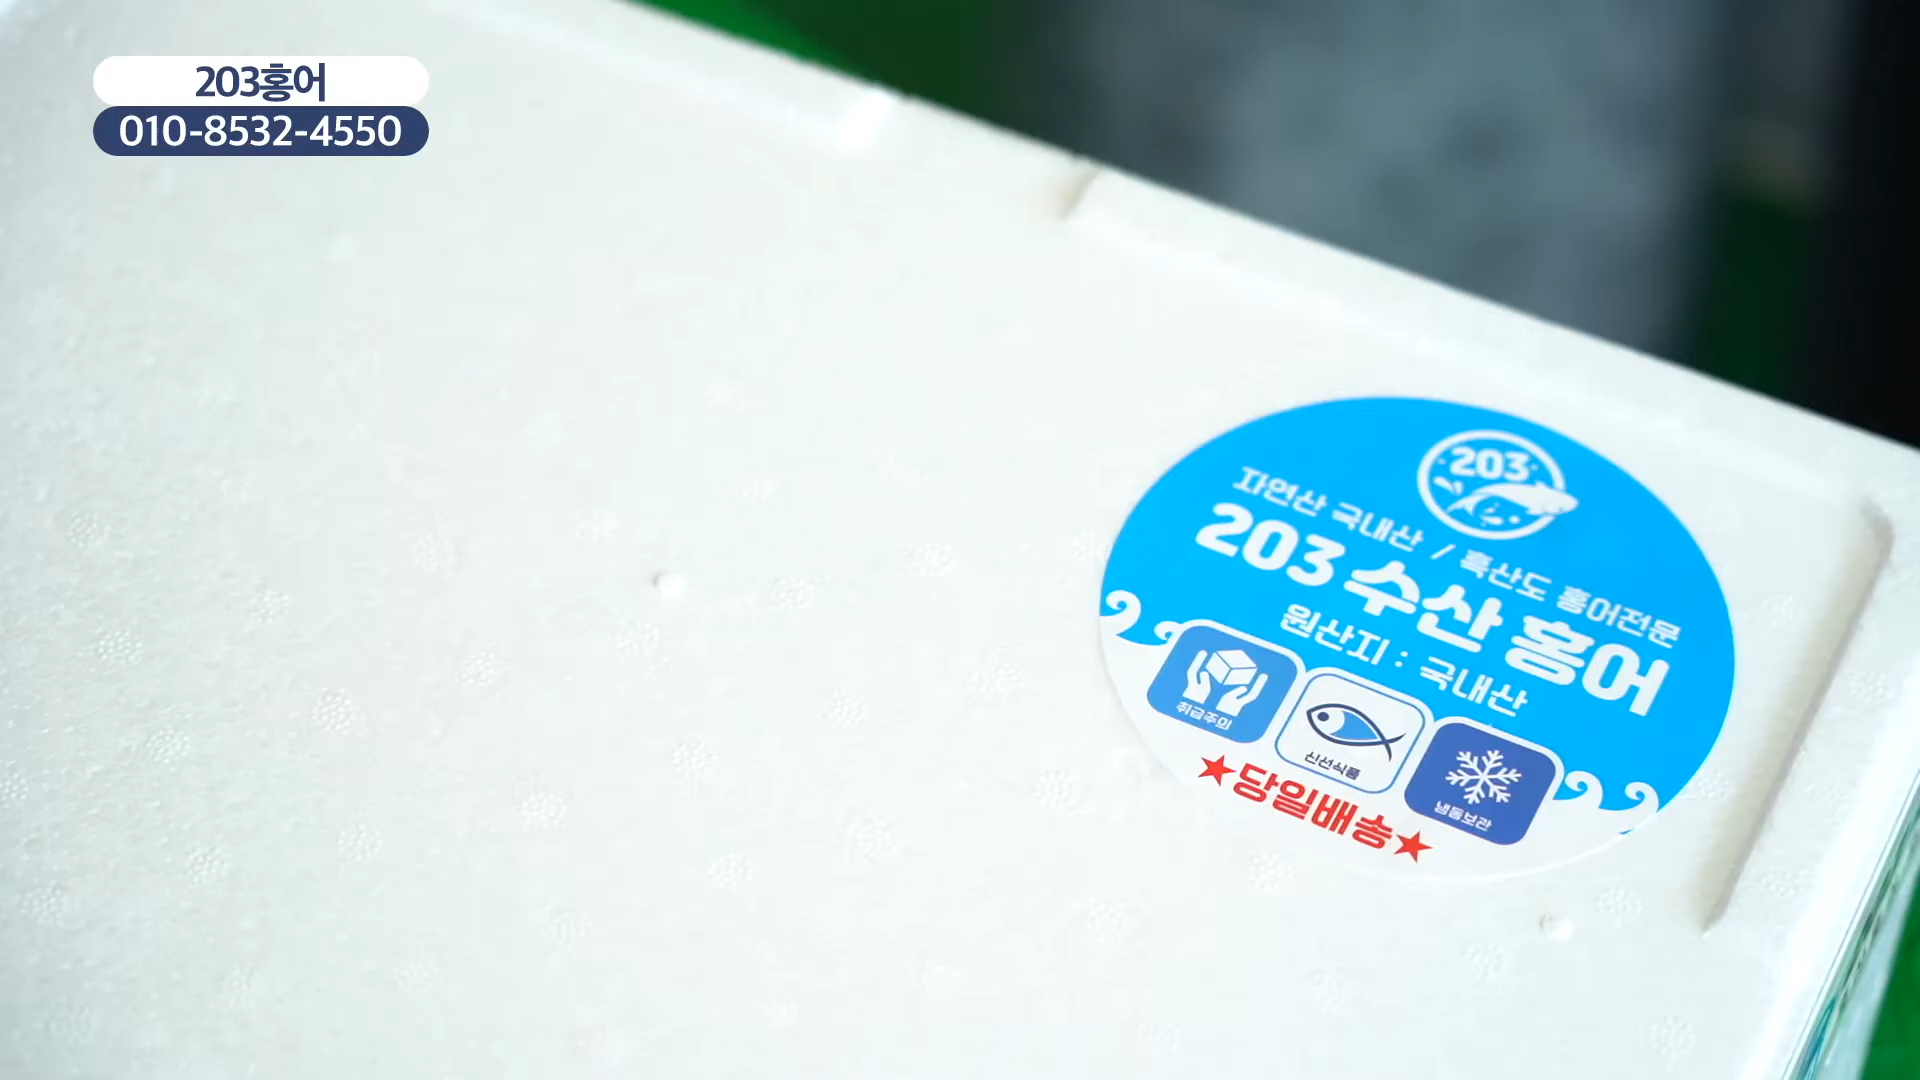 203홍어
010-8532-4550
203
자연산 국내산 / 흑산도 홍어전문
203 수산 홍어
원산지 : 국내산
취급주의
신선식품
냉동보관
★당일배송★